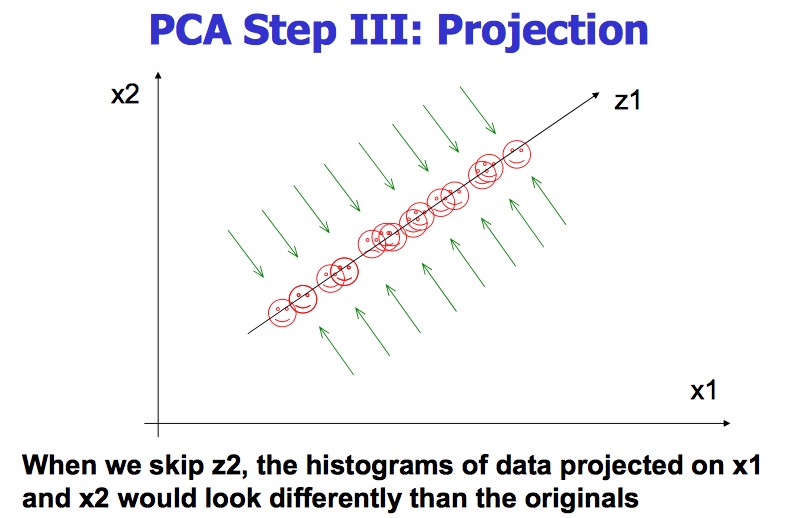 PCA Step III: Projection
x2
z1
x1
When we skip z2, the histograms of data projected on x1
and x2 would look differently than the originals